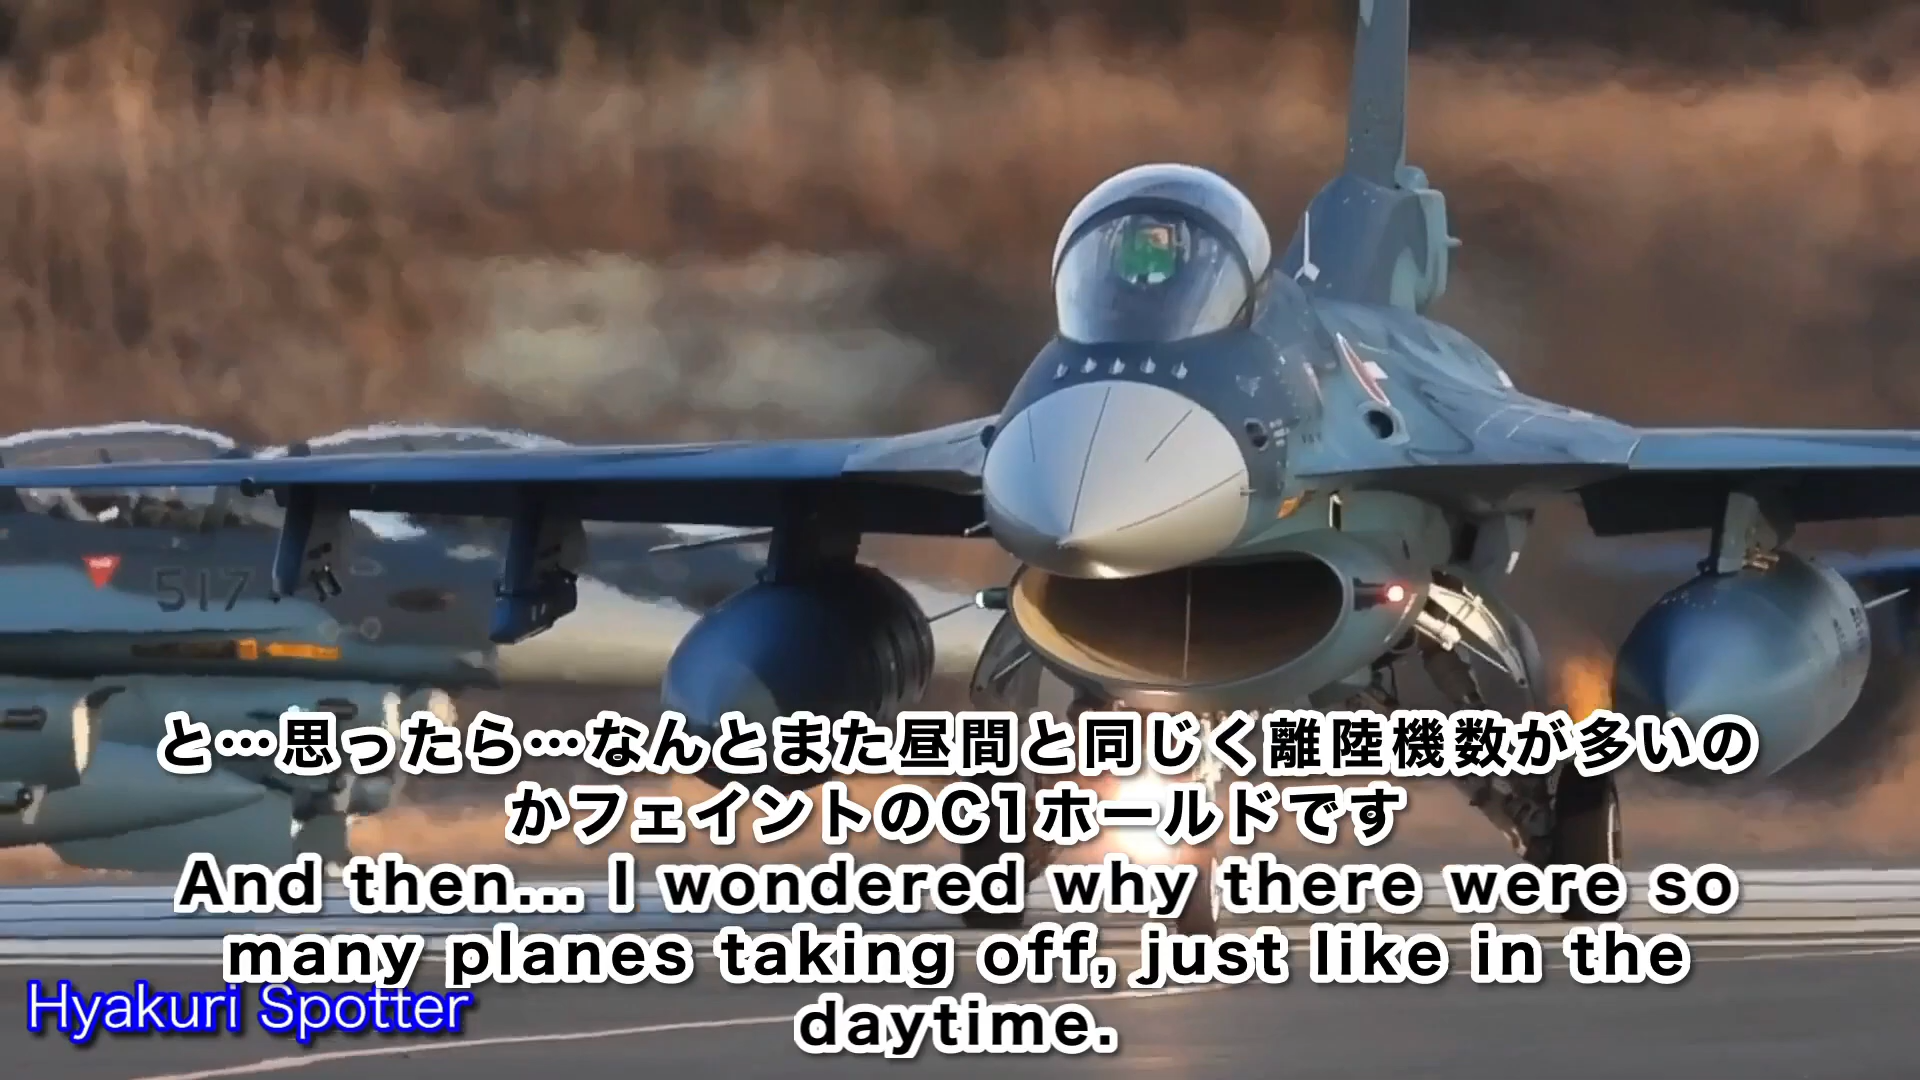 517
と…思ったら…なんとまた昼間と同じく離陸機数が多いの
かフェイントのC1ホールドです
And then... I wondered why there were so
many planes taking off, just like in the
daytime.
Hyakuri Spotter